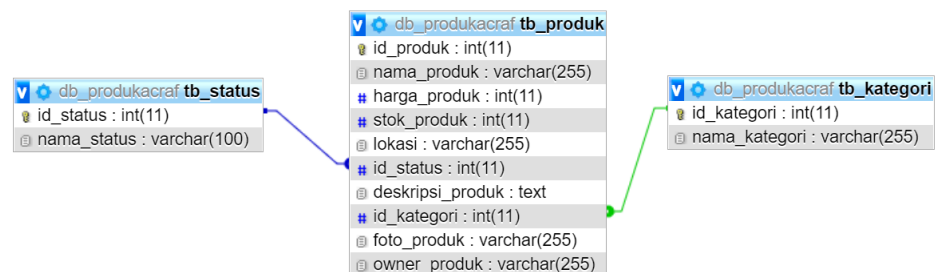 db_produkacraf tb_status
id_status : int(11)
nama_status : varchar(100)
db_produkacraf tb_produk
id_produk : int(11)
nama_produk : varchar(255)
harga_produk : int(11)
stok_produk : int(11)
lokasi : varchar(255)
id_status : int(11)
deskripsi_produk : text
id_kategori : int(11)
foto_produk : varchar(255)
owner_produk : varchar(255)
db_produkacraf tb_kategori
id_kategori : int(11)
nama_kategori : varchar(255)